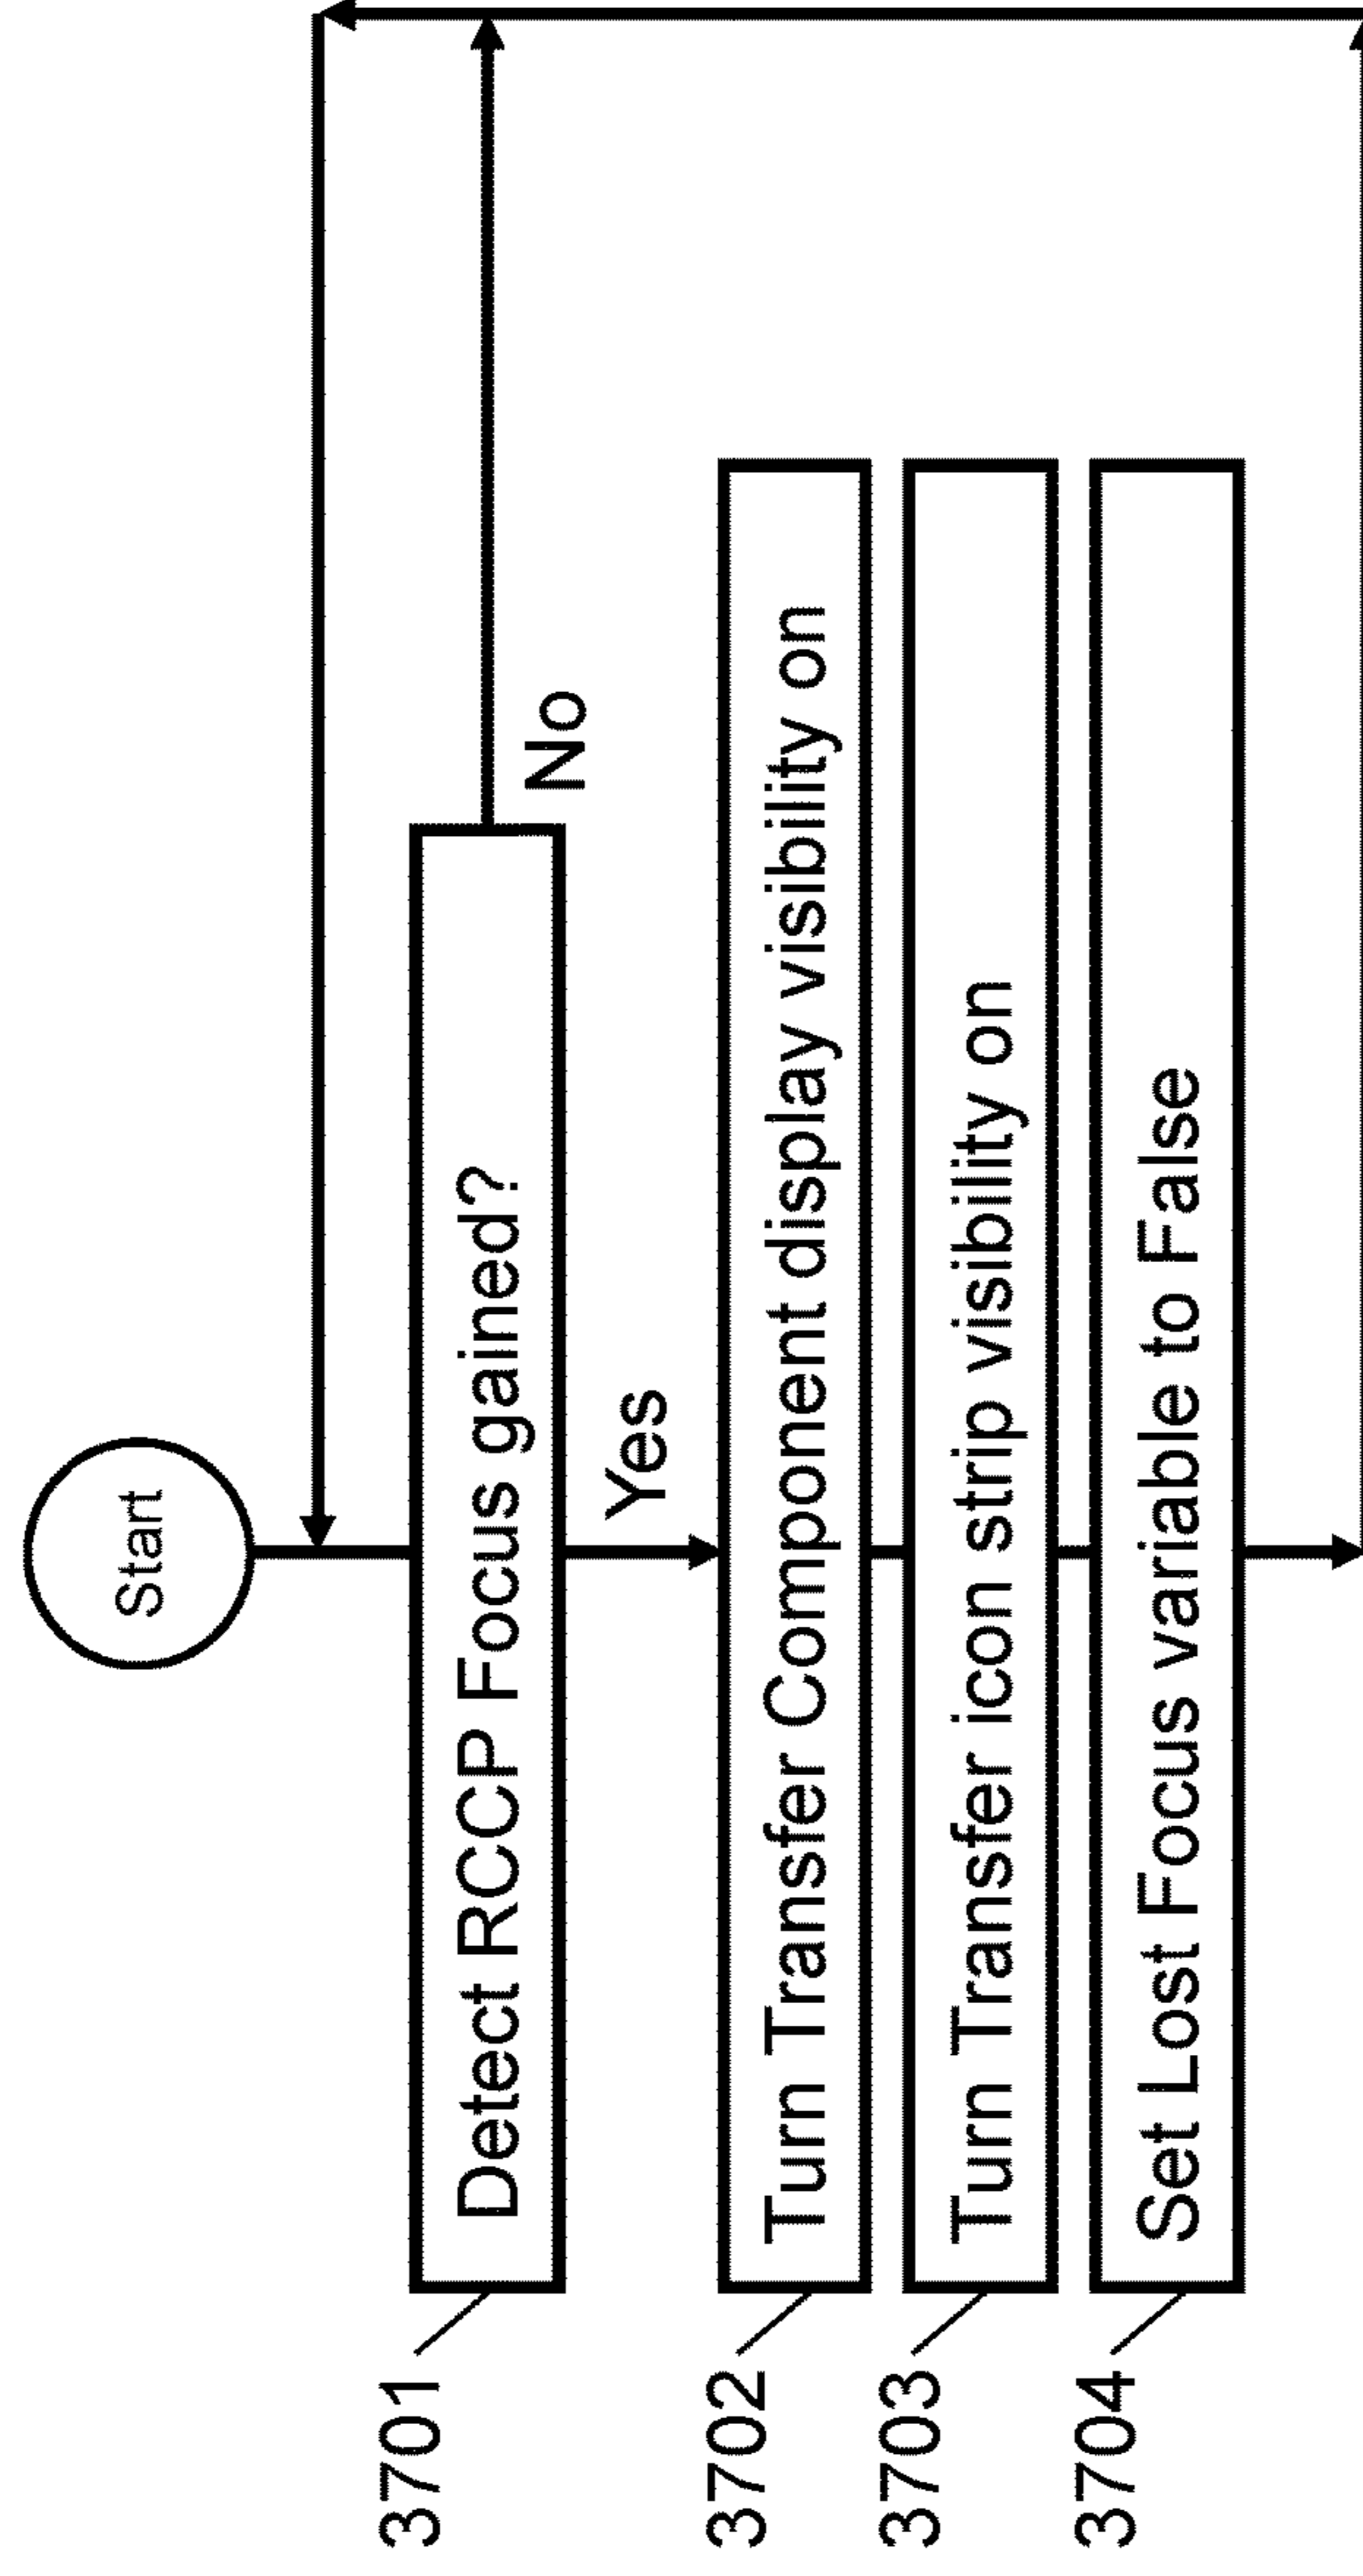 Start
3701
Detect RCCP Focus gained?
No
Yes
3702
Turn Transfer Component display visibility on
3703
Turn Transfer icon strip visibility on
3704
Set Lost Focus variable to False